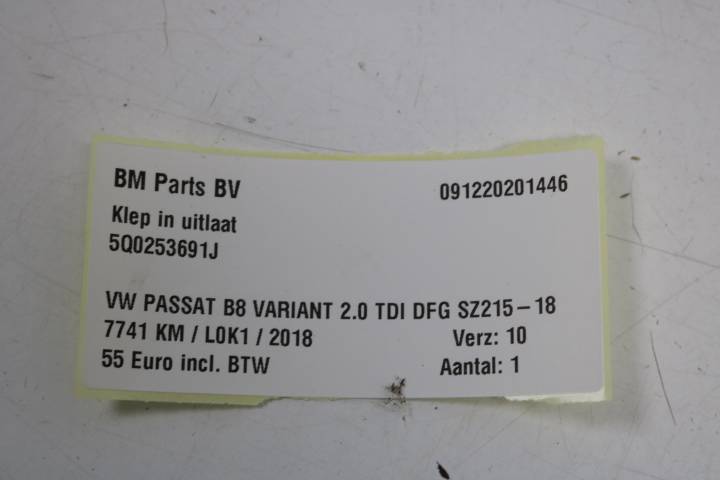 BM Parts BV 091220201446
Klep in uitlaat
5Q0253691J
VW PASSAT B8 VARIANT 2.0 TDI DFG SZ215-18
7741 KM / L0K1 / 2018 Verz: 10
55 Euro incl. BTW Aantal: 1